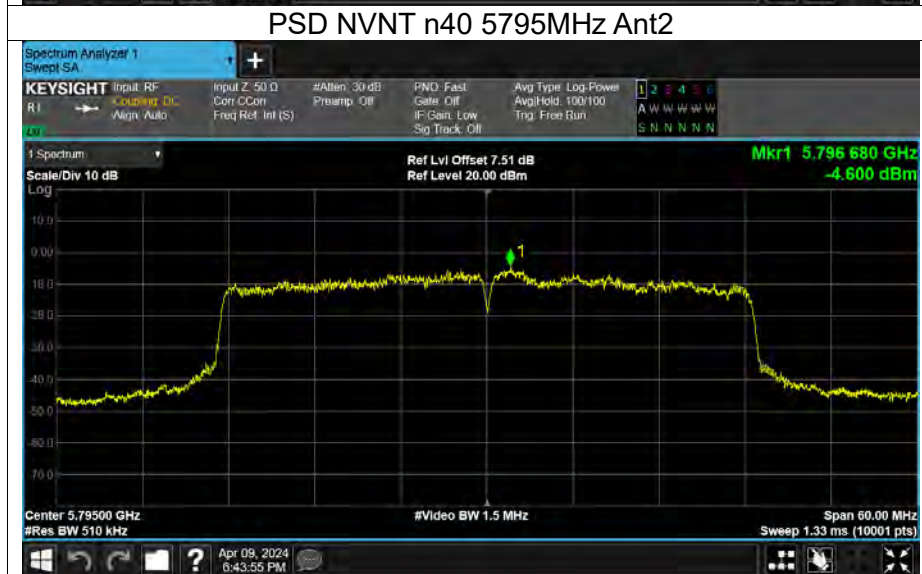 PSD NVNT n40 5795MHz Ant2
Spectrum Analyzer 1
Swept SA
+
KEYSIGHT Input: RF
Coupling: DC
Align: Auto
Input Z: 50 Ω
Corr CCorr
Freq Ref: Int (S)
#Atten: 30 dB
Preamp: Off
PNO: Fast
Gate: Off
IF Gain: Low
Sig Track: Off
Avg Type: Log-Power
Avg|Hold: 100/100
Trig: Free Run
1 2 3 4 5 6
A W W W W W
S N N N N N
1 Spectrum
Scale/Div 10 dB
Ref Lvl Offset 7.51 dB
Ref Level 20.00 dBm
Mkr1 5.796 680 GHz
-4.600 dBm
Log
10.0
0.00
-10.0
-20.0
-30.0
-40.0
-50.0
-60.0
-70.0
1
Center 5.79500 GHz
#Res BW 510 kHz
#Video BW 1.5 MHz
Span 60.00 MHz
Sweep 1.33 ms (10001 pts)
?
Apr 09, 2024
6:43:55 PM